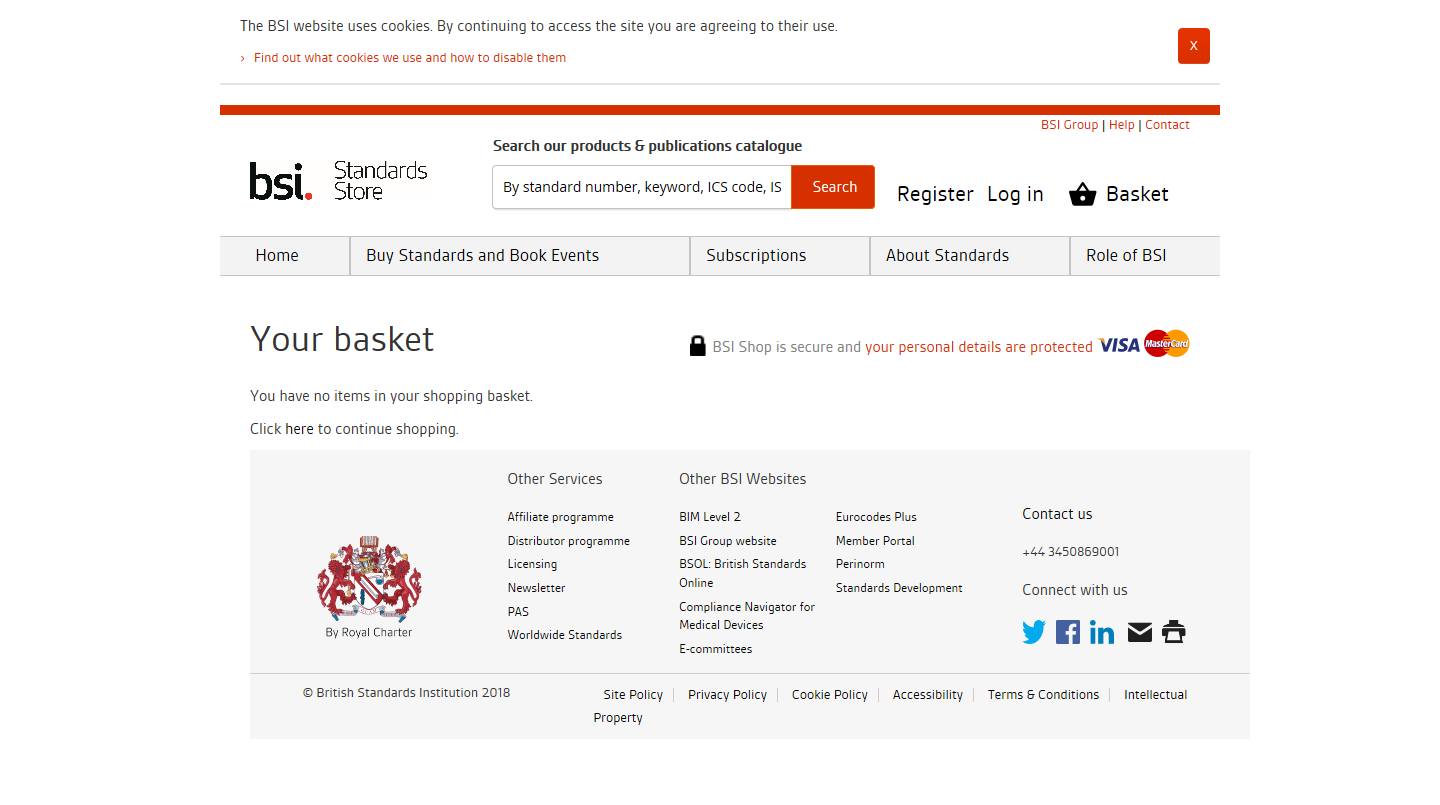 The BSI website uses cookies. By continuing to access the site you are agreeing to their use.
› Find out what cookies we use and how to disable them
X
BSI Group | Help | Contact
Search our products & publications catalogue
bsi. Standards Store
By standard number, keyword, ICS code, IS
Search
Register Log in Basket
Home Buy Standards and Book Events Subscriptions About Standards Role of BSI
Your basket
BSI Shop is secure and your personal details are protected VISA MasterCard
You have no items in your shopping basket.
Click here to continue shopping.
By Royal Charter
Other Services
Affiliate programme
Distributor programme
Licensing
Newsletter
PAS
Worldwide Standards
Other BSI Websites
BIM Level 2
BSI Group website
BSOL: British Standards
Online
Compliance Navigator for
Medical Devices
E-committees
Eurocodes Plus
Member Portal
Perinorm
Standards Development
Contact us
+44 3450869001
Connect with us
© British Standards Institution 2018
Site Policy Privacy Policy Cookie Policy Accessibility Terms & Conditions Intellectual
Property